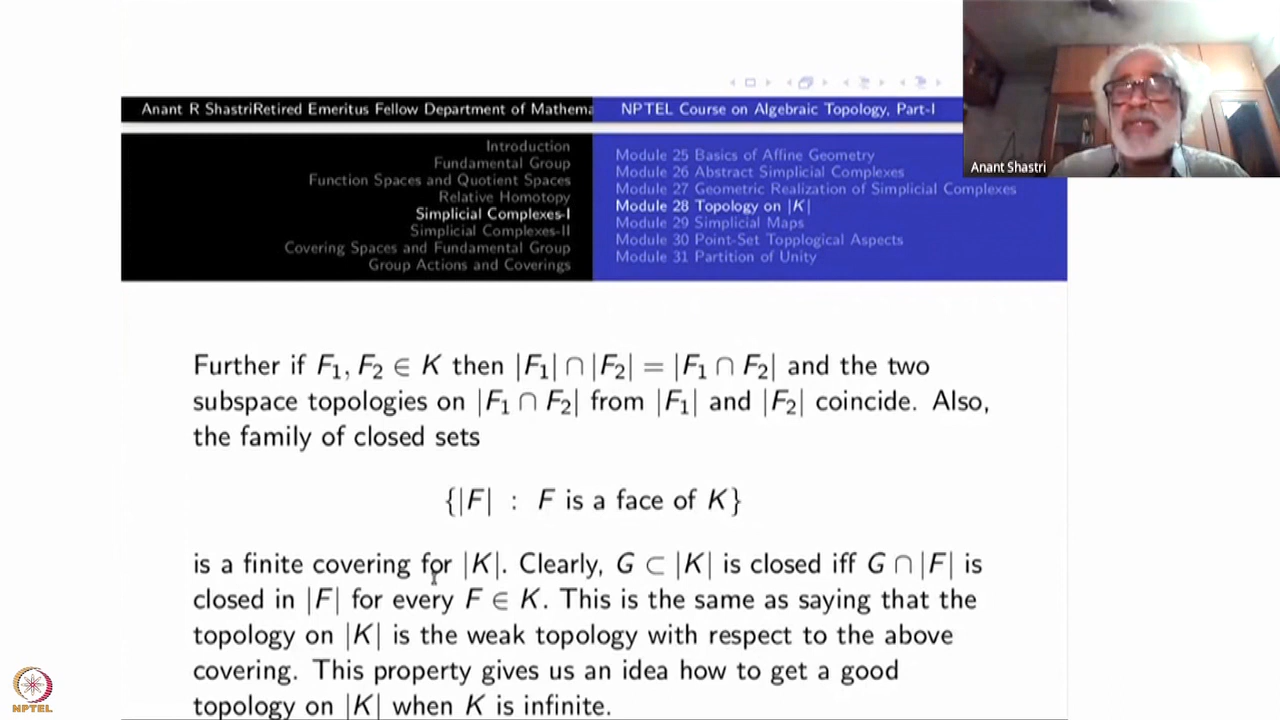 Anant R ShastriRetired Emeritus Fellow Department of Mathema
NPTEL Course on Algebraic Topology, Part-I
Introduction
Fundamental Group
Function Spaces and Quotient Spaces
Relative Homotopy
Simplicial Complexes-I
Simplicial Complexes-II
Covering Spaces and Fundamental Group
Group Actions and Coverings
Module 25 Basics of Affine Geometry
Module 26 Abstract Simplicial Complexes
Module 27 Geometric Realization of Simplicial Complexes
Module 28 Topology on |K|
Module 29 Simplicial Maps
Module 30 Point-Set Topplogical Aspects
Module 31 Partition of Unity
Anant Shastri
Further if F₁, F₂ ∈ K then |F₁| ∩ |F₂| = |F₁ ∩ F₂| and the two
subspace topologies on |F₁ ∩ F₂| from |F₁| and |F₂| coincide. Also,
the family of closed sets
{|F| : F is a face of K}
is a finite covering for |K|. Clearly, G ⊂ |K| is closed iff G ∩ |F| is
closed in |F| for every F ∈ K. This is the same as saying that the
topology on |K| is the weak topology with respect to the above
covering. This property gives us an idea how to get a good
topology on |K| when K is infinite.
NPTEL